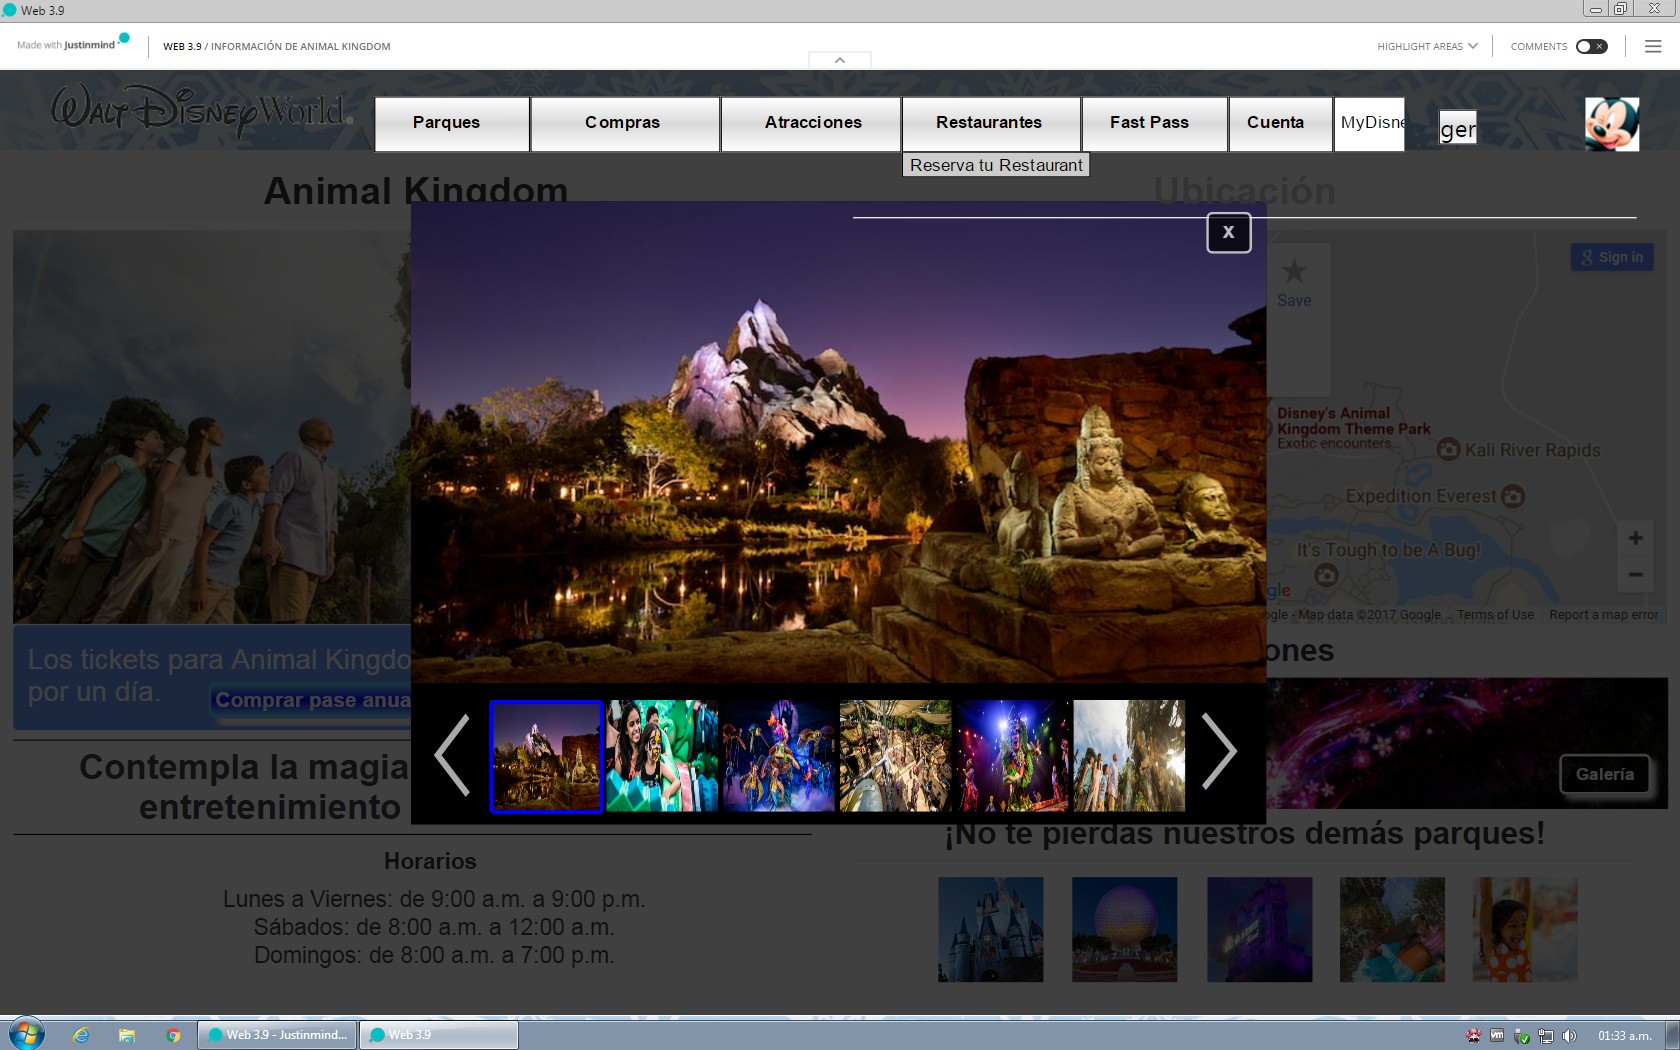 Web 3.9
Made with Justinmind
WEB 3.9 / INFORMACIÓN DE ANIMAL KINGDOM
HIGHLIGHT AREAS
COMMENTS
Walt Disney World
Parques
Compras
Atracciones
Restaurantes
Fast Pass
Cuenta
MyDisne
ger
Reserva tu Restaurant
Animal Kingdom
Ubicación
X
Sign in
Save
Disney's Animal
Kingdom Theme Park
Exotic encounters
Kali River Rapids
Expedition Everest
It's Tough to be A Bug!
gle
ogle - Map data ©2017 Google
Terms of Use
Report a map error
Los tickets para Animal Kingdo
por un día.
Comprar pase anua
ones
Galería
Contempla la magia
entretenimiento
¡No te pierdas nuestros demás parques!
Horarios
Lunes a Viernes: de 9:00 a.m. a 9:00 p.m.
Sábados: de 8:00 a.m. a 12:00 a.m.
Domingos: de 8:00 a.m. a 7:00 p.m.
Web 3.9 - Justinmind...
Web 3.9
01:33 a.m.